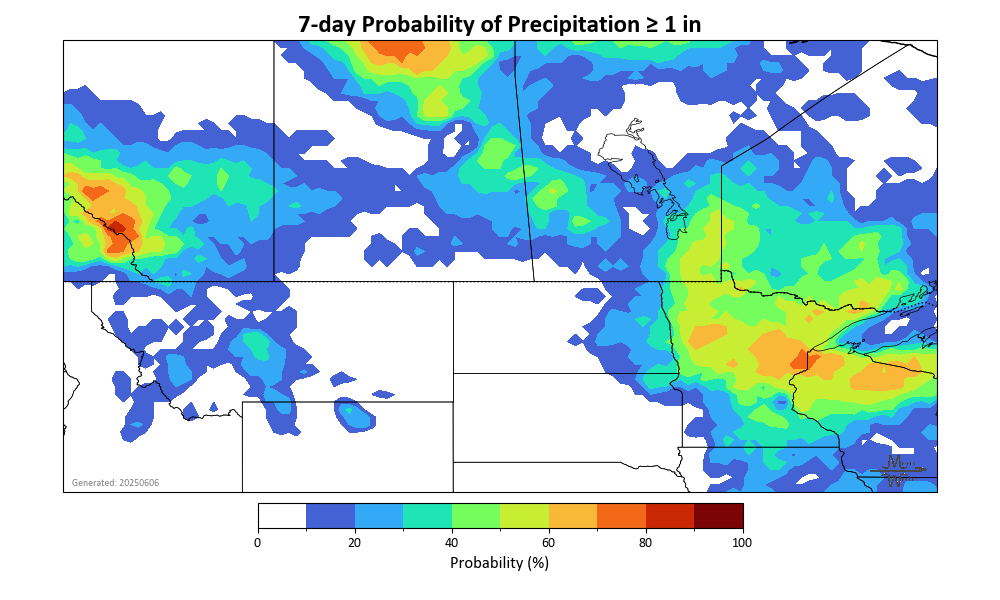 7-day Probability of Precipitation ≥ 1 in
Generated: 20250606
0 20 40 60 80 100
Probability (%)